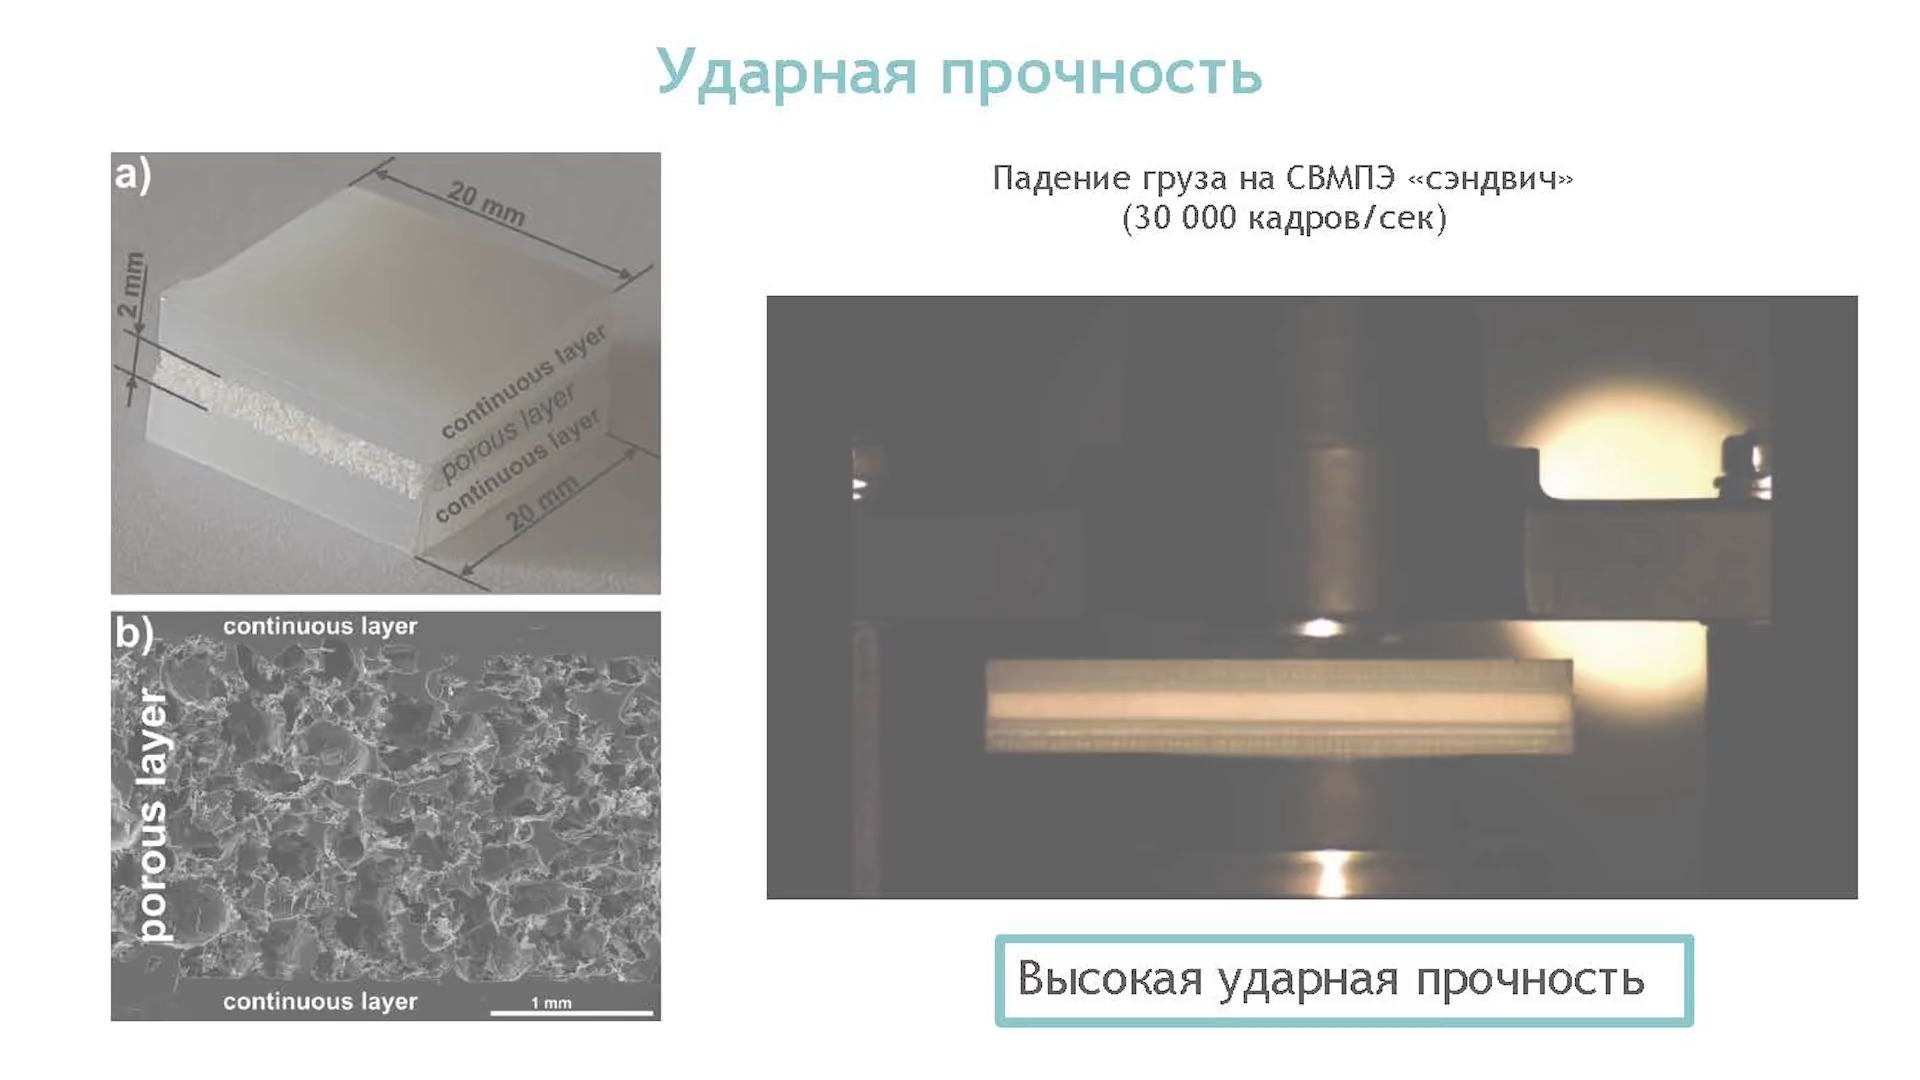 Ударная прочность
a)
20 mm
2 mm
continuous layer
porous layer
continuous layer
20 mm
b)
continuous layer
porous layer
continuous layer
1 mm
Падение груза на СВМПЭ «сэндвич»
(30 000 кадров/сек)
Высокая ударная прочность